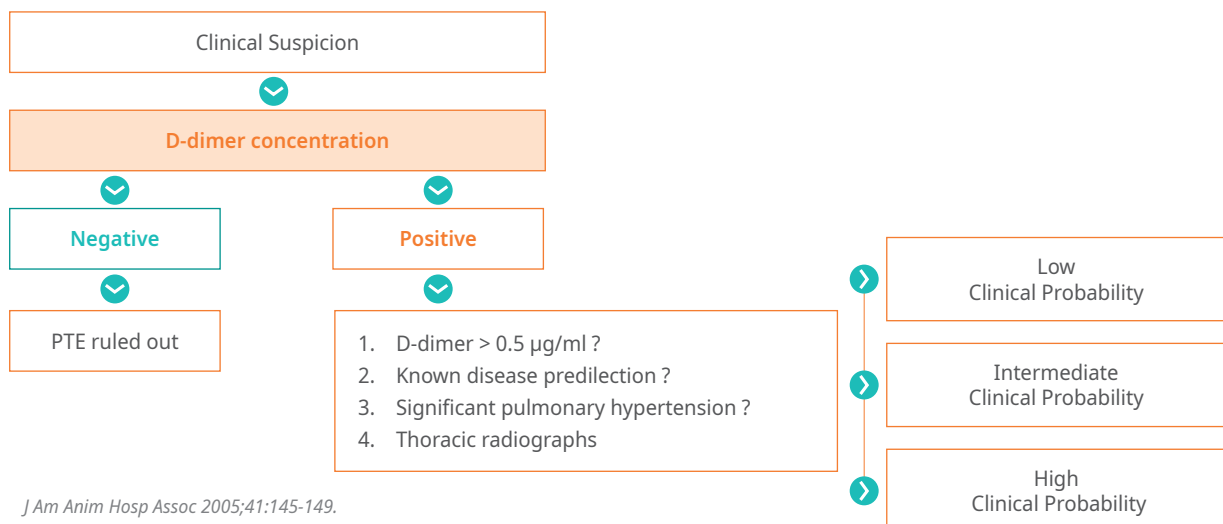 Clinical Suspicion
D-dimer concentration
Negative
Positive
PTE ruled out
1. D-dimer > 0.5 μg/ml ?
2. Known disease predilection ?
3. Significant pulmonary hypertension ?
4. Thoracic radiographs
Low
Clinical Probability
Intermediate
Clinical Probability
High
Clinical Probability
J Am Anim Hosp Assoc 2005;41:145-149.